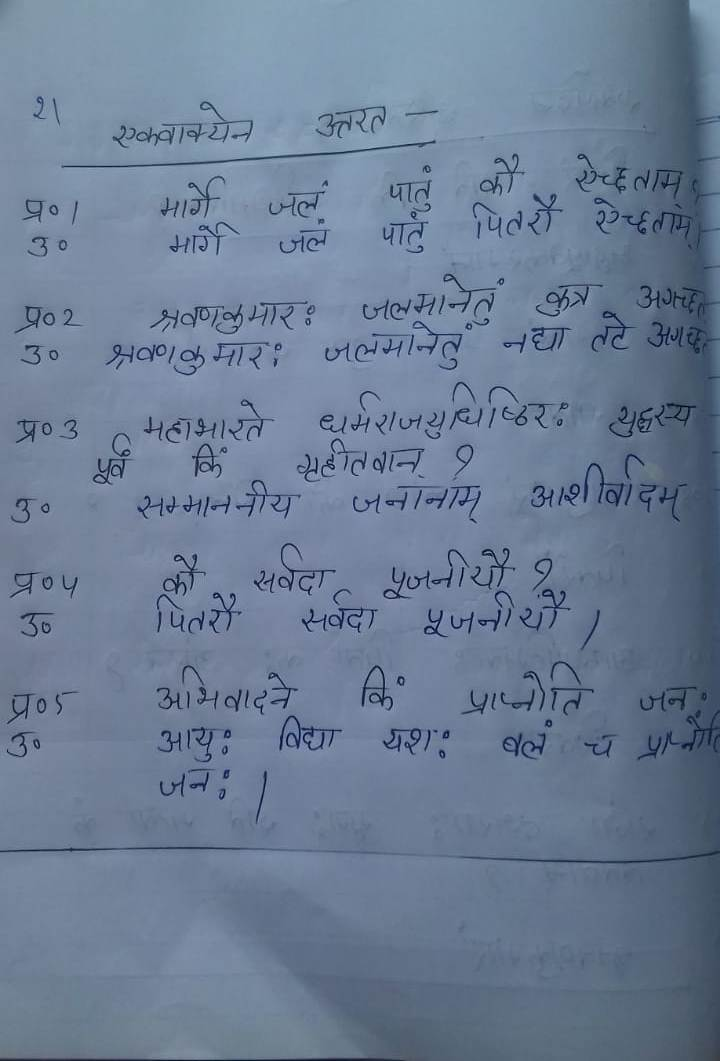 21 एकवाक्येन उत्तरत –
प्र०1 मार्गे जलं पातुं कौ ऐच्छताम् ?
उ० मार्गे जलं पातुं पितरौ ऐच्छताम् ।
प्र०2 श्रवणकुमारः जलमानेतुं कुत्र अगच्छत
उ० श्रवणकुमारः जलमानेतुं नद्या तटे अगच्छत
प्र०3 महाभारते धर्मराजयुधिष्ठिरः युद्धस्य
पूर्वं किं गृहीतवान् ?
उ० सम्माननीय जनानाम् आशीर्वादम्
प्र०4 कौ सर्वदा पूजनीयौ ?
उ० पितरौ सर्वदा पूजनीयौ ।
प्र०5 अभिवादने किं प्राप्नोति जनः
उ० आयुः विद्या यशः बलं च प्राप्नोति
जनः ।